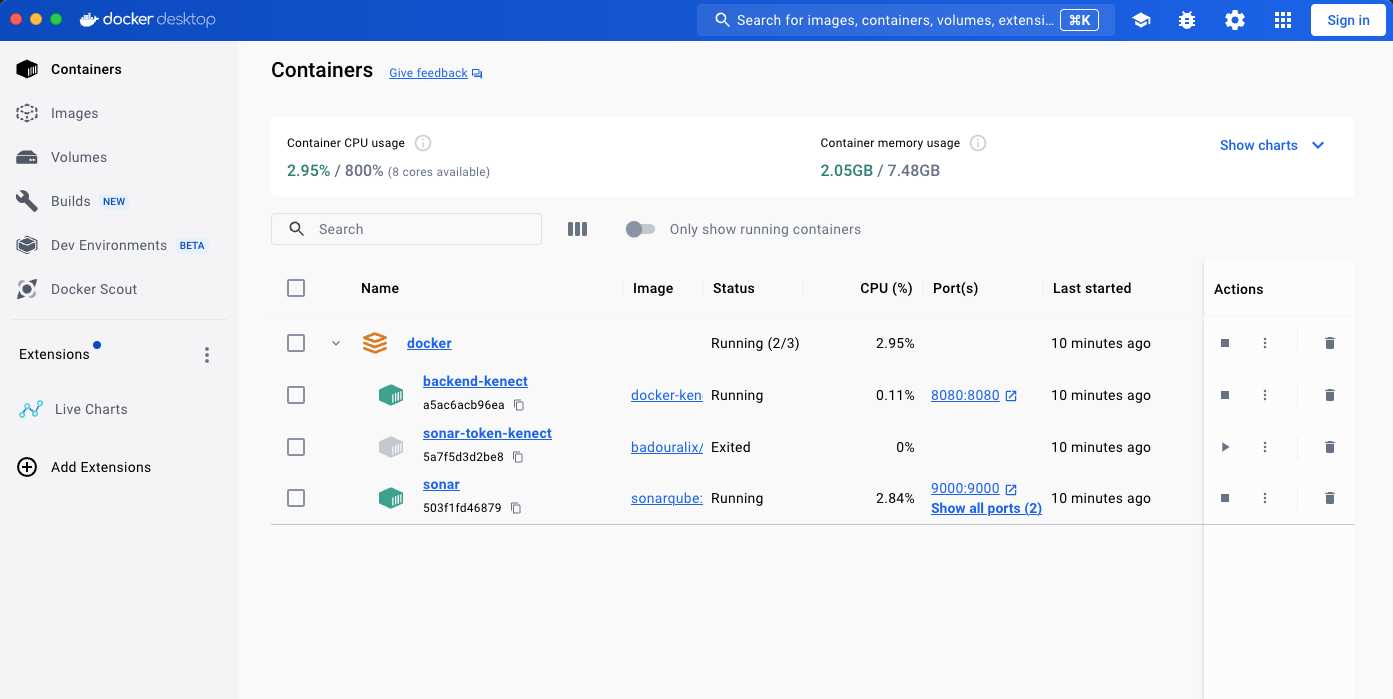 docker desktop
Search for images, containers, volumes, extensi... ⌘K
Sign in
Containers
Images
Volumes
Builds NEW
Dev Environments BETA
Docker Scout
Extensions
Live Charts
Add Extensions
Containers Give feedback
Container CPU usage
2.95% / 800% (8 cores available)
Container memory usage
2.05GB / 7.48GB
Show charts
Search
Only show running containers
Name Image Status CPU (%) Port(s) Last started Actions
docker Running (2/3) 2.95% 10 minutes ago
backend-kenect
a5ac6acb96ea
docker-ken Running 0.11% 8080:8080 10 minutes ago
sonar-token-kenect
5a7f5d3d2be8
badouralix/ Exited 0% 10 minutes ago
sonar
503f1fd46879
sonarqube: Running 2.84% 9000:9000 10 minutes ago
Show all ports (2)